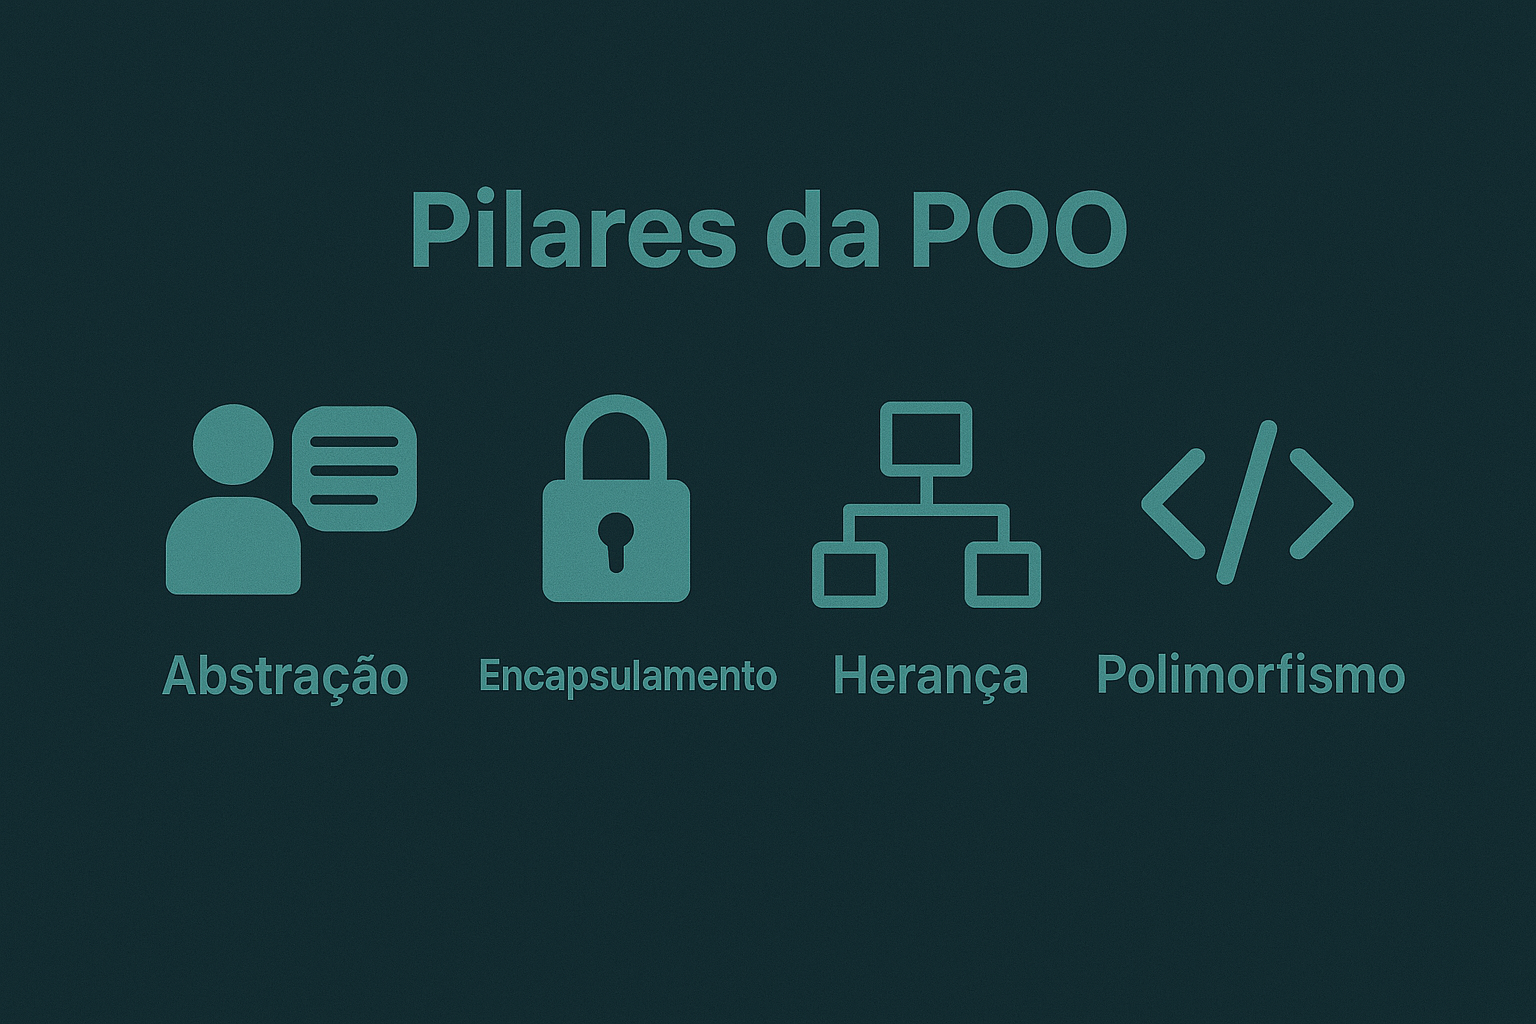 Pilares da POO
Abstração
Encapsulamento
Herança
Polimorfismo